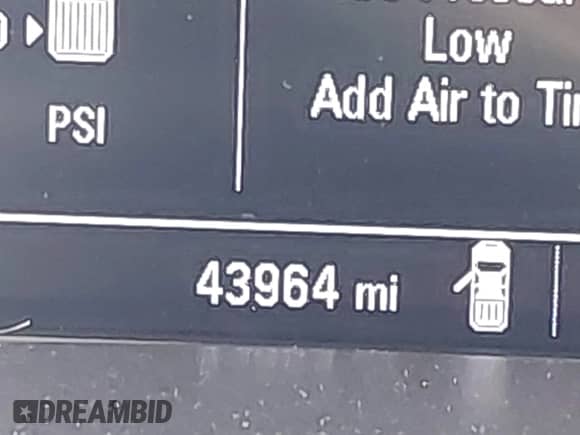 Low
Add Air to
PSI
43964 mi
DREAMBID